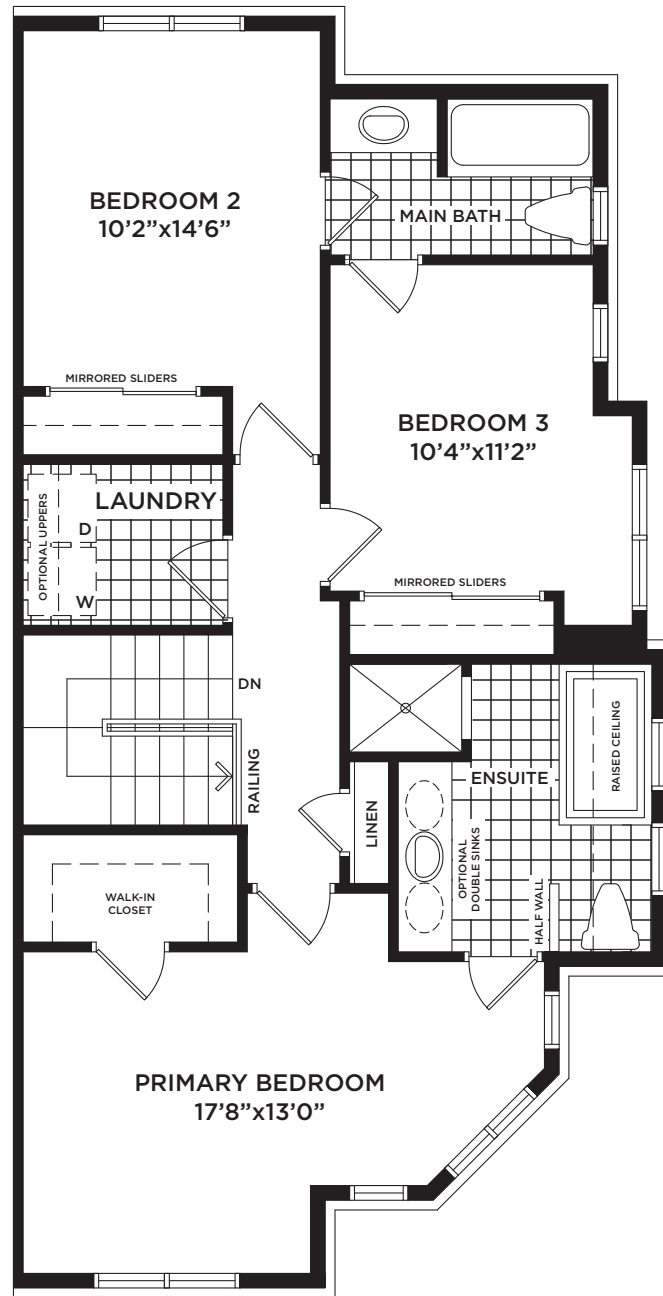 BEDROOM 2
10’2”x14’6”
MAIN BATH
MIRRORED SLIDERS
BEDROOM 3
10’4”x11’2”
LAUNDRY
OPTIONAL UPPERS
D
W
MIRRORED SLIDERS
DN
RAILING
ENSUITE
RAISED CEILING
LINEN
OPTIONAL
DOUBLE SINKS
HALF WALL
WALK-IN
CLOSET
PRIMARY BEDROOM
17’8”x13’0”